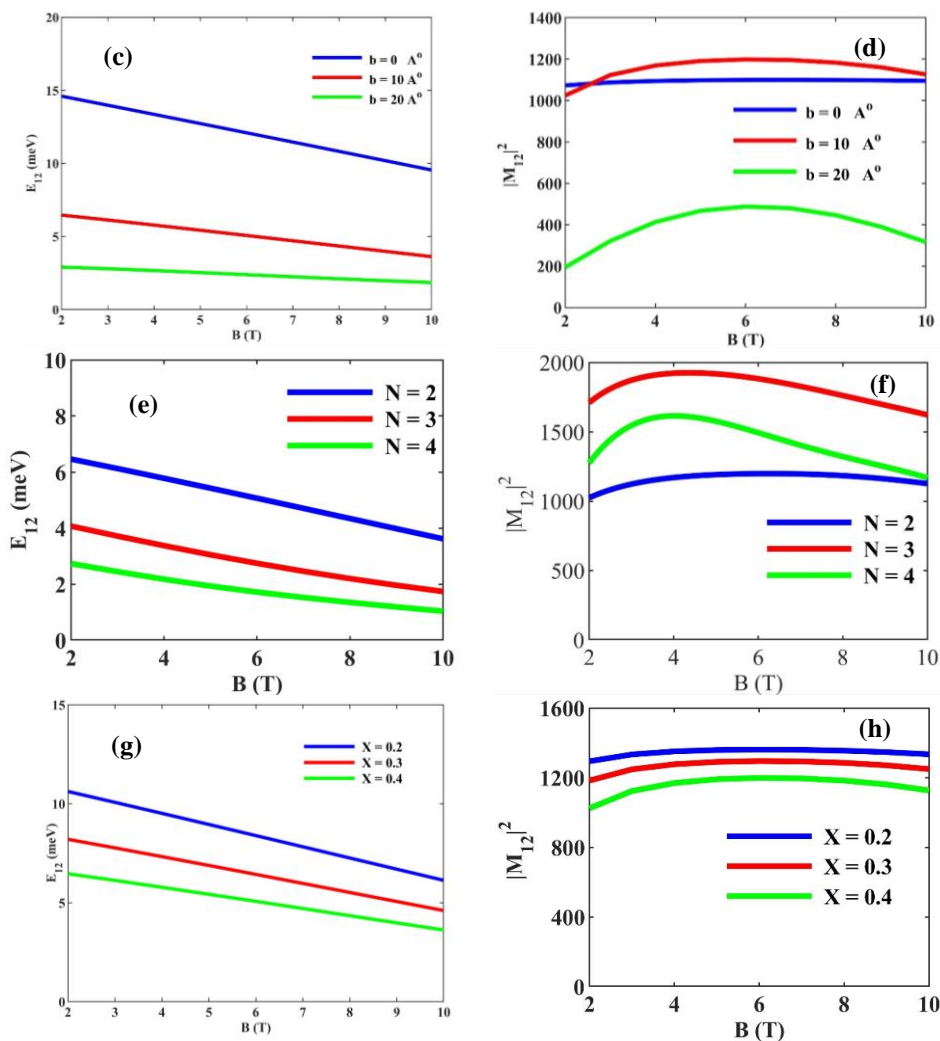 (c)
b = 0 A°
b = 10 A°
b = 20 A°
20
15
10
5
0
E12 (meV)
2 3 4 5 6 7 8 9 10
B (T)
(d)
b = 0 A°
b = 10 A°
b = 20 A°
1400
1200
1000
800
600
400
200
0
|M12|2
2 4 6 8 10
B (T)
(e)
N = 2
N = 3
N = 4
10
8
6
4
2
0
E12 (meV)
2 4 6 8 10
B (T)
(f)
N = 2
N = 3
N = 4
2000
1500
1000
500
0
|M12|2
2 4 6 8 10
B (T)
(g)
X = 0.2
X = 0.3
X = 0.4
15
10
5
0
E12 (meV)
2 3 4 5 6 7 8 9 10
B (T)
(h)
X = 0.2
X = 0.3
X = 0.4
1600
1200
800
400
0
|M12|2
2 4 6 8 10
B (T)